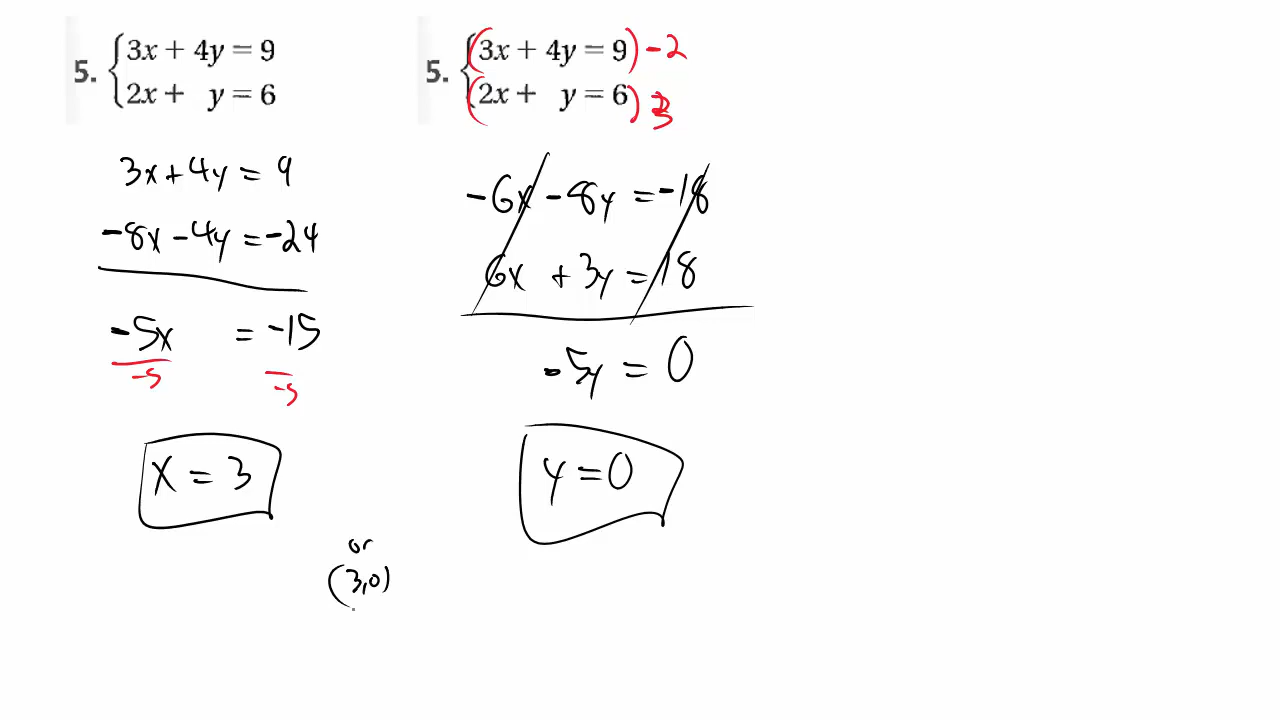 5. 3x + 4y = 9
2x + y = 6
3x + 4y = 9
-8x - 4y = -24
-5x = -15
-5 -5
x = 3
5. (3x + 4y = 9) -2
(2x + y = 6) 3
-6x - 8y = -18
6x + 3y = 18
-5y = 0
y = 0
or
(3,0)